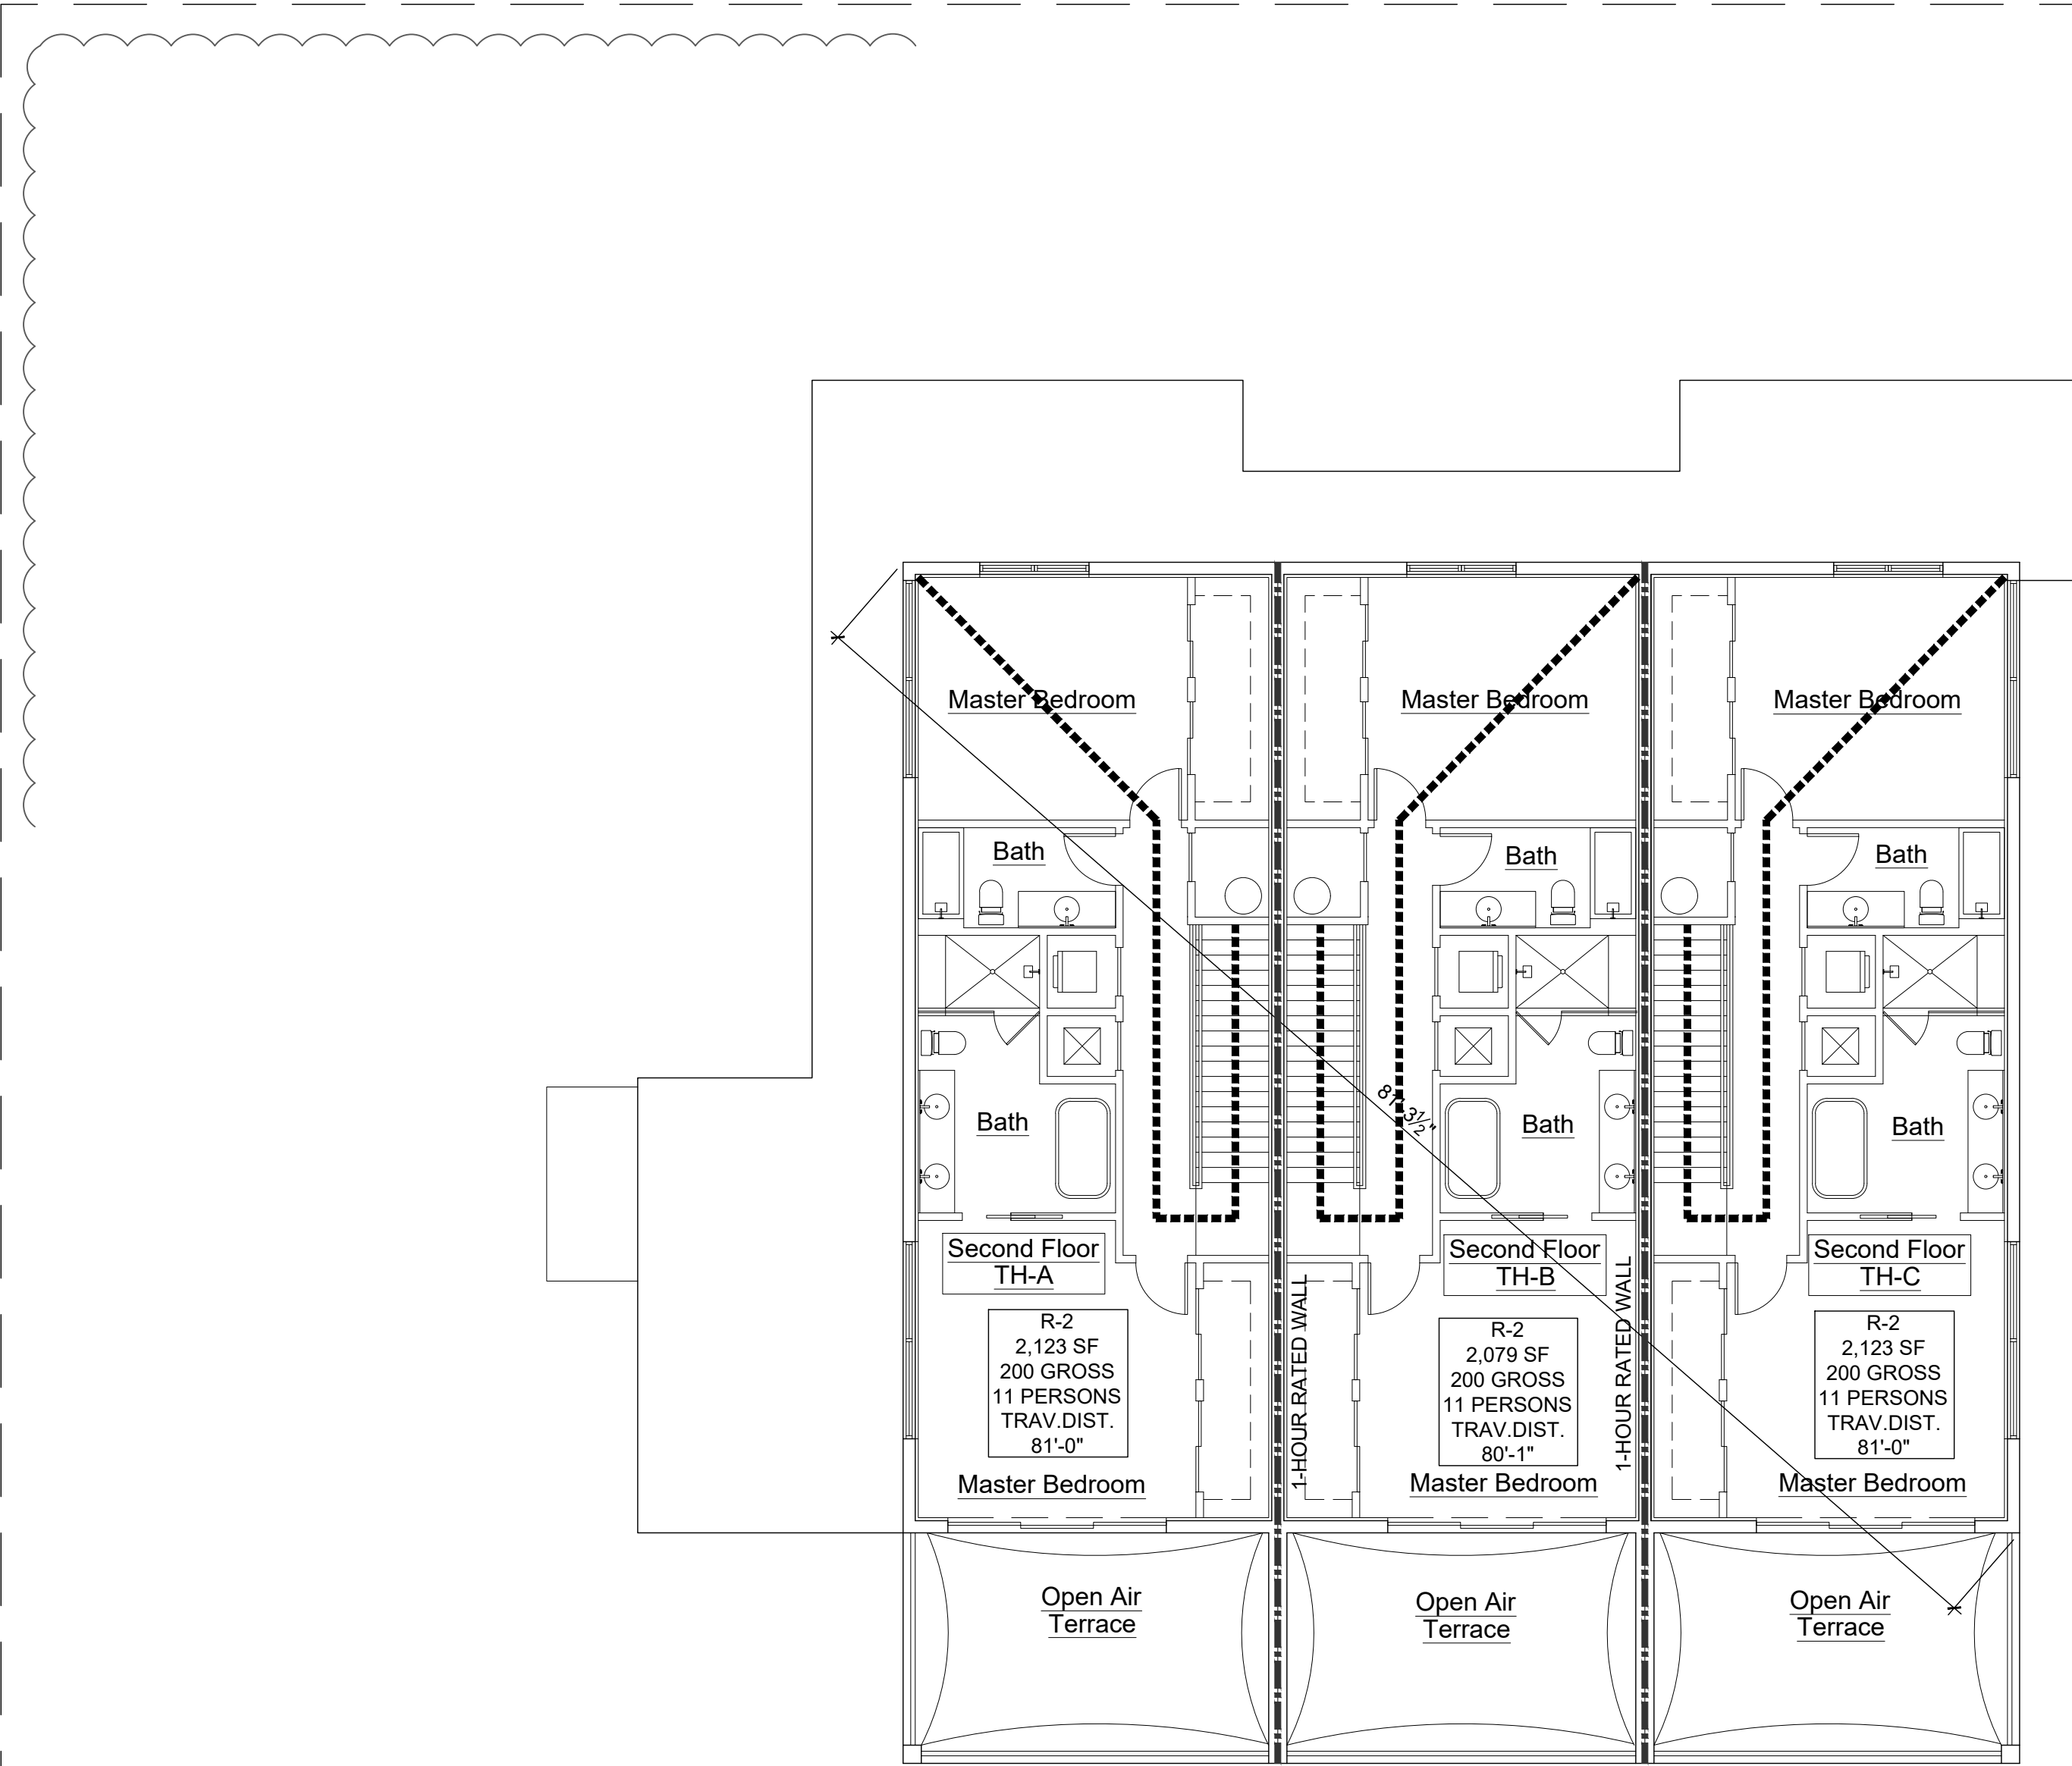 Master Bedroom
Master Bedroom
Master Bedroom
Bath
Bath
Bath
81'-3 1/2"
Bath
Bath
Bath
Second Floor
TH-A
Second Floor
TH-B
Second Floor
TH-C
1-HOUR RATED WALL
1-HOUR RATED WALL
R-2
2,123 SF
200 GROSS
11 PERSONS
TRAV.DIST.
81'-0"
R-2
2,079 SF
200 GROSS
11 PERSONS
TRAV.DIST.
80'-1"
R-2
2,123 SF
200 GROSS
11 PERSONS
TRAV.DIST.
81'-0"
Master Bedroom
Master Bedroom
Master Bedroom
Open Air
Terrace
Open Air
Terrace
Open Air
Terrace